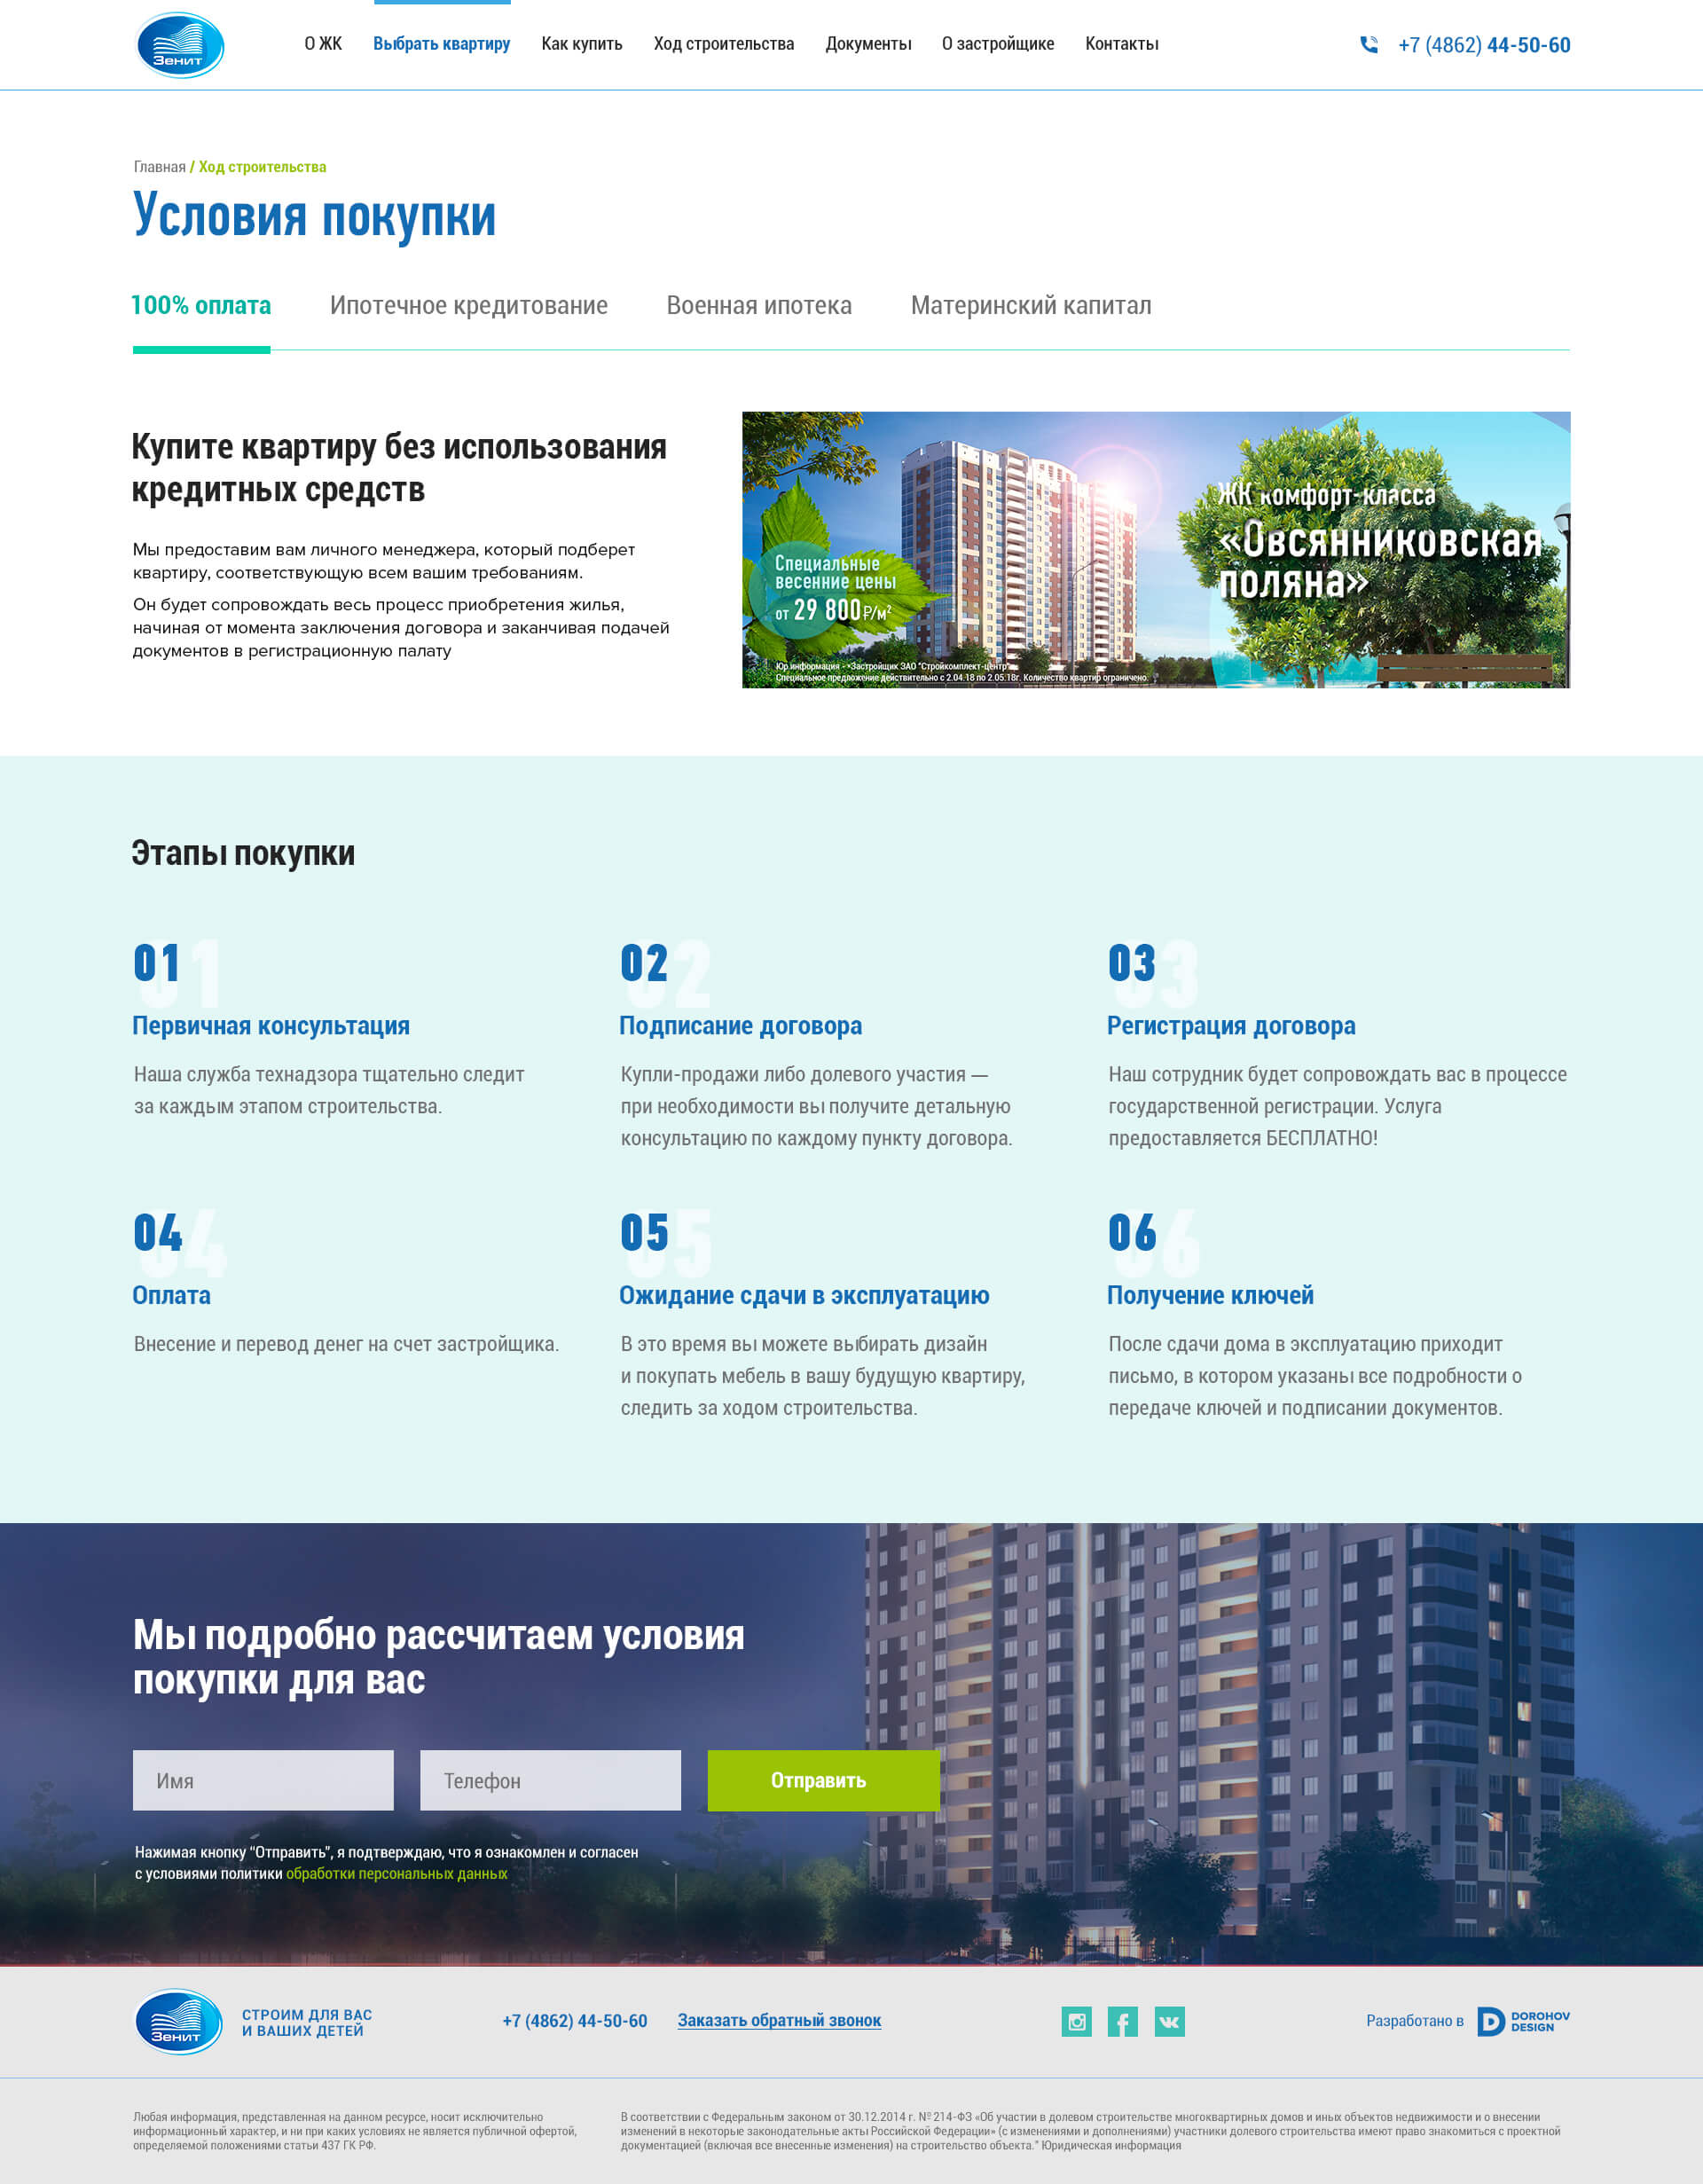 Зенит
О ЖК Выбрать квартиру Как купить Ход строительства Документы О застройщике Контакты +7 (4862) 44-50-60
Главная / Ход строительства
Условия покупки
100% оплата Ипотечное кредитование Военная ипотека Материнский капитал
Купите квартиру без использования
кредитных средств
Мы предоставим вам личного менеджера, который подберет
квартиру, соответствующую всем вашим требованиям.
Он будет сопровождать весь процесс приобретения жилья,
начиная от момента заключения договора и заканчивая подачей
документов в регистрационную палату
ЖК комфорт-класса
«Овсянниковская
поляна»
Специальные
весенние цены
от 29 800 Р/м²
Юр информация - *Застройщик ЗАО "Стройкомплект-центр".
Специальное предложение действительно с 2.04.18 по 2.05.18г. Количество квартир ограничено.
Этапы покупки
01
Первичная консультация
Наша служба технадзора тщательно следит
за каждым этапом строительства.
02
Подписание договора
Купли-продажи либо долевого участия —
при необходимости вы получите детальную
консультацию по каждому пункту договора.
03
Регистрация договора
Наш сотрудник будет сопровождать вас в процессе
государственной регистрации. Услуга
предоставляется БЕСПЛАТНО!
04
Оплата
Внесение и перевод денег на счет застройщика.
05
Ожидание сдачи в эксплуатацию
В это время вы можете выбирать дизайн
и покупать мебель в вашу будущую квартиру,
следить за ходом строительства.
06
Получение ключей
После сдачи дома в эксплуатацию приходит
письмо, в котором указаны все подробности о
передаче ключей и подписании документов.
Мы подробно рассчитаем условия
покупки для вас
Имя Телефон Отправить
Нажимая кнопку “Отправить”, я подтверждаю, что я ознакомлен и согласен
с условиями политики обработки персональных данных
Зенит
СТРОИМ ДЛЯ ВАС
И ВАШИХ ДЕТЕЙ
+7 (4862) 44-50-60 Заказать обратный звонок
Разработано в
DOROHOV
DESIGN
Любая информация, представленная на данном ресурсе, носит исключительно
информационный характер, и ни при каких условиях не является публичной офертой,
определяемой положениями статьи 437 ГК РФ.
В соответствии с Федеральным законом от 30.12.2014 г. № 214-ФЗ «Об участии в долевом строительстве многоквартирных домов и иных объектов недвижимости и о внесении
изменений в некоторые законодательные акты Российской Федерации» (с изменениями и дополнениями) участники долевого строительства имеют право знакомиться с проектной
документацией (включая все внесенные изменения) на строительство объекта.” Юридическая информация